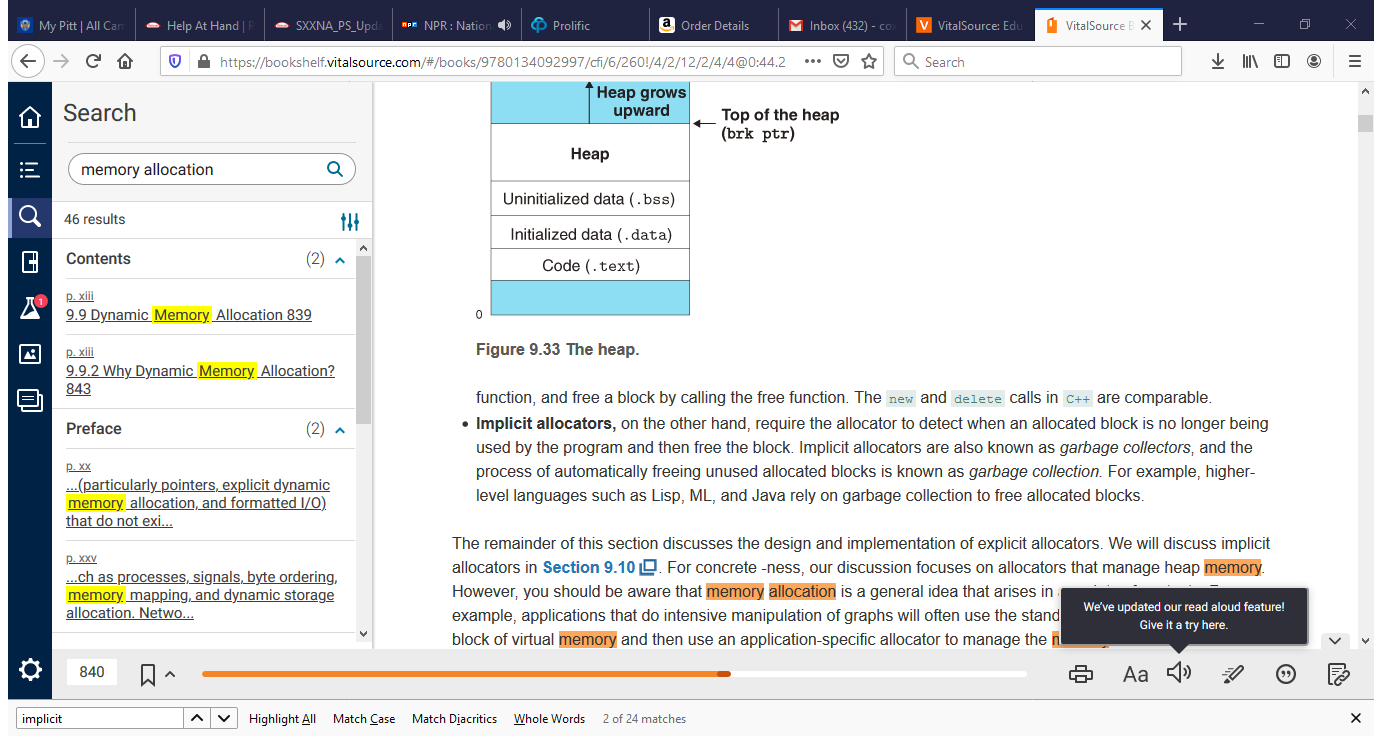 My Pitt | All Cam
Help At Hand | R
SXXNA_PS_Upda
NPR : Nation
Prolific
Order Details
Inbox (432) - co
VitalSource: Edu
VitalSource B
https://bookshelf.vitalsource.com/#/books/9780134092997/cfi/6/260!/4/2/12/2/4/4@0:44.2
Search
Search
memory allocation
46 results
Contents (2)
p. xiii
9.9 Dynamic Memory Allocation 839
p. xiii
9.9.2 Why Dynamic Memory Allocation?
843
Preface (2)
p. xx
...(particularly pointers, explicit dynamic
memory allocation, and formatted I/O)
that do not exi...
p. xxv
...ch as processes, signals, byte ordering,
memory mapping, and dynamic storage
allocation. Netwo...
1
Heap grows
upward
Top of the heap
(brk ptr)
Heap
Uninitialized data (.bss)
Initialized data (.data)
Code (.text)
0
Figure 9.33 The heap.
function, and free a block by calling the free function. The new and delete calls in C++ are comparable.
• Implicit allocators, on the other hand, require the allocator to detect when an allocated block is no longer being
used by the program and then free the block. Implicit allocators are also known as garbage collectors, and the
process of automatically freeing unused allocated blocks is known as garbage collection. For example, higher-
level languages such as Lisp, ML, and Java rely on garbage collection to free allocated blocks.
The remainder of this section discusses the design and implementation of explicit allocators. We will discuss implicit
allocators in Section 9.10. For concrete -ness, our discussion focuses on allocators that manage heap memory.
However, you should be aware that memory allocation is a general idea that arises in
example, applications that do intensive manipulation of graphs will often use the stand
block of virtual memory and then use an application-specific allocator to manage the
We've updated our read aloud feature!
Give it a try here.
840
Aa
implicit
Highlight All
Match Case
Match Diacritics
Whole Words
2 of 24 matches